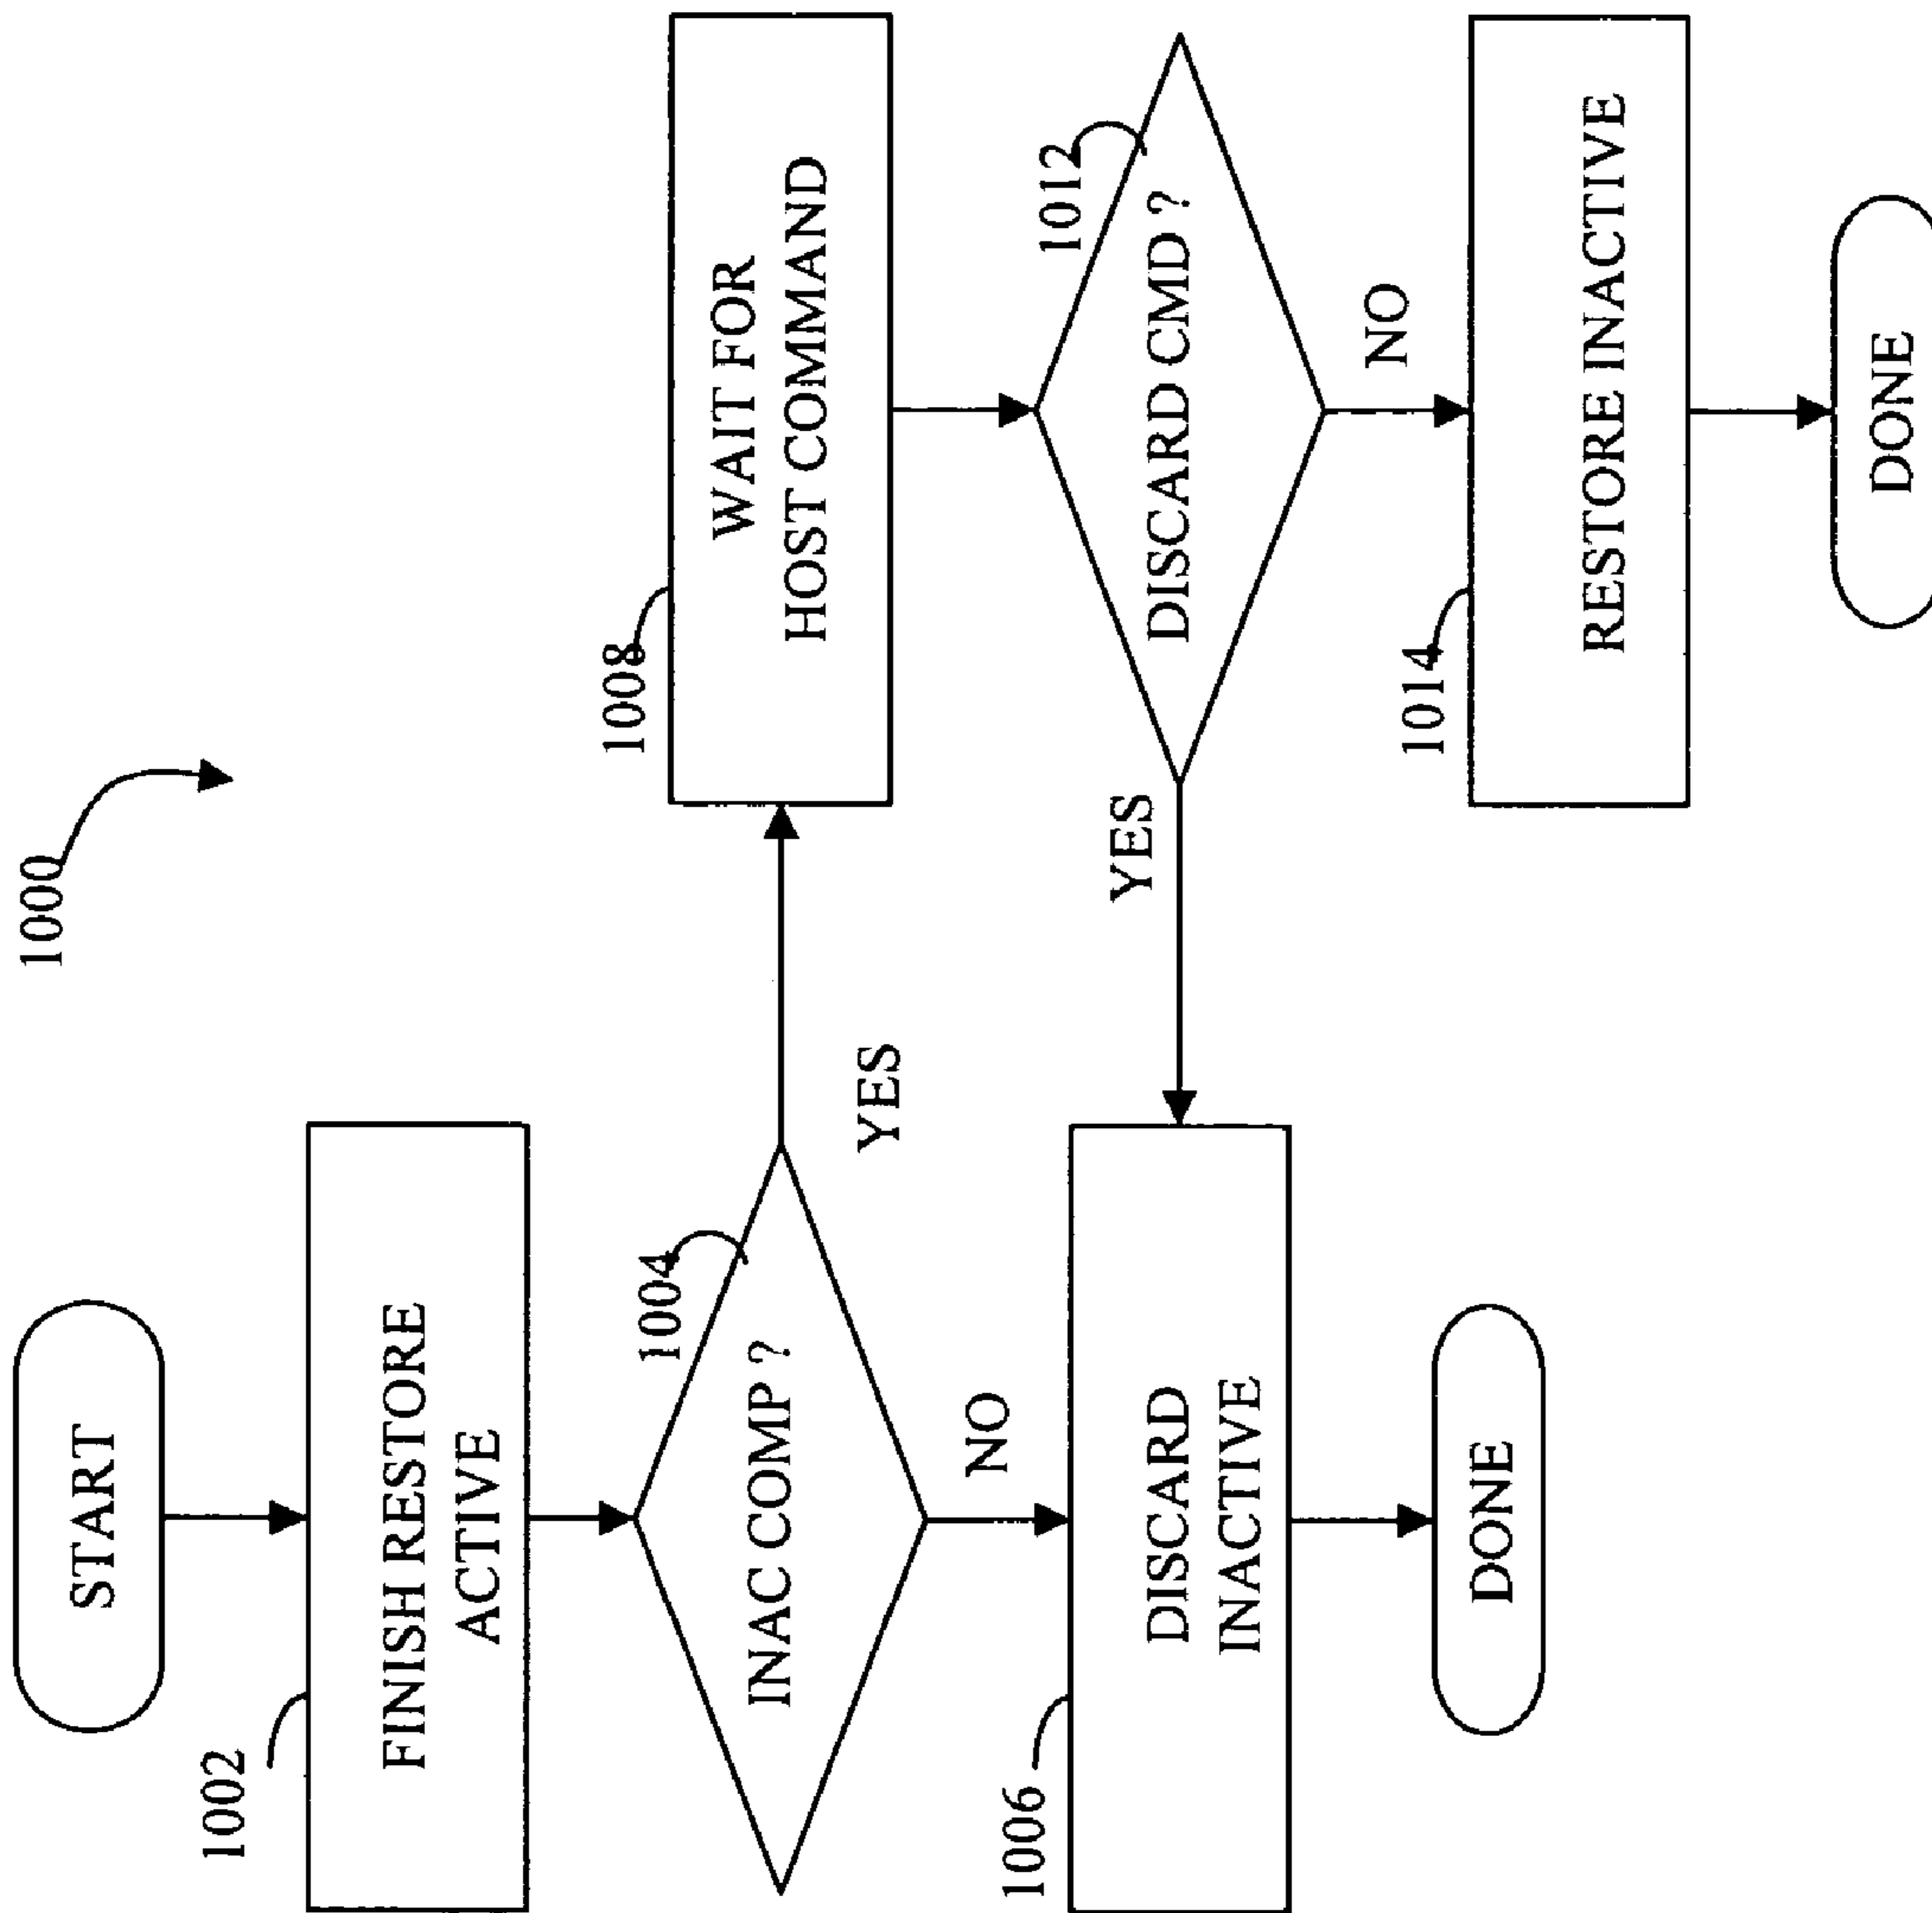 1000
START
1002
FINISH RESTORE
ACTIVE
1004
INAC COMP ?
YES
NO
1006
DISCARD
INACTIVE
DONE
1008
WAIT FOR
HOST COMMAND
1012
DISCARD CMD ?
YES
NO
1014
RESTORE INACTIVE
DONE